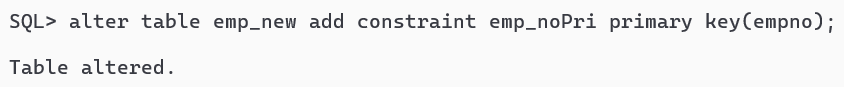 SQL> alter table emp_new add constraint emp_noPri primary key(empno);
Table altered.